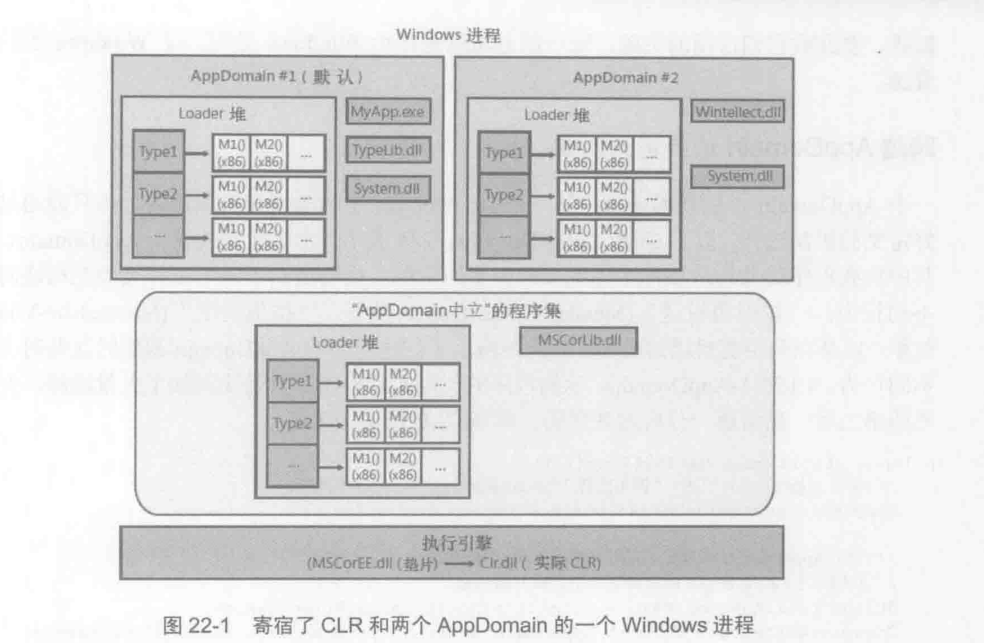 Windows 进程
AppDomain #1 ( 默 认 )
Loader 堆
Type1
M1() (x86)
M2() (x86)
...
Type2
M1() (x86)
M2() (x86)
...
...
M1() (x86)
M2() (x86)
...
MyApp.exe
TypeLib.dll
System.dll
AppDomain #2
Loader 堆
Type1
M1() (x86)
M2() (x86)
...
Type2
M1() (x86)
M2() (x86)
...
...
M1() (x86)
M2() (x86)
...
Wintellect.dll
System.dll
“AppDomain中立”的程序集
Loader 堆
Type1
M1() (x86)
M2() (x86)
...
Type2
M1() (x86)
M2() (x86)
...
...
M1() (x86)
M2() (x86)
...
MSCorLib.dll
执行引擎
(MSCorEE.dll (垫片) → Clr.dll ( 实际 CLR)
图 22-1 寄宿了 CLR 和两个 AppDomain 的一个 Windows 进程